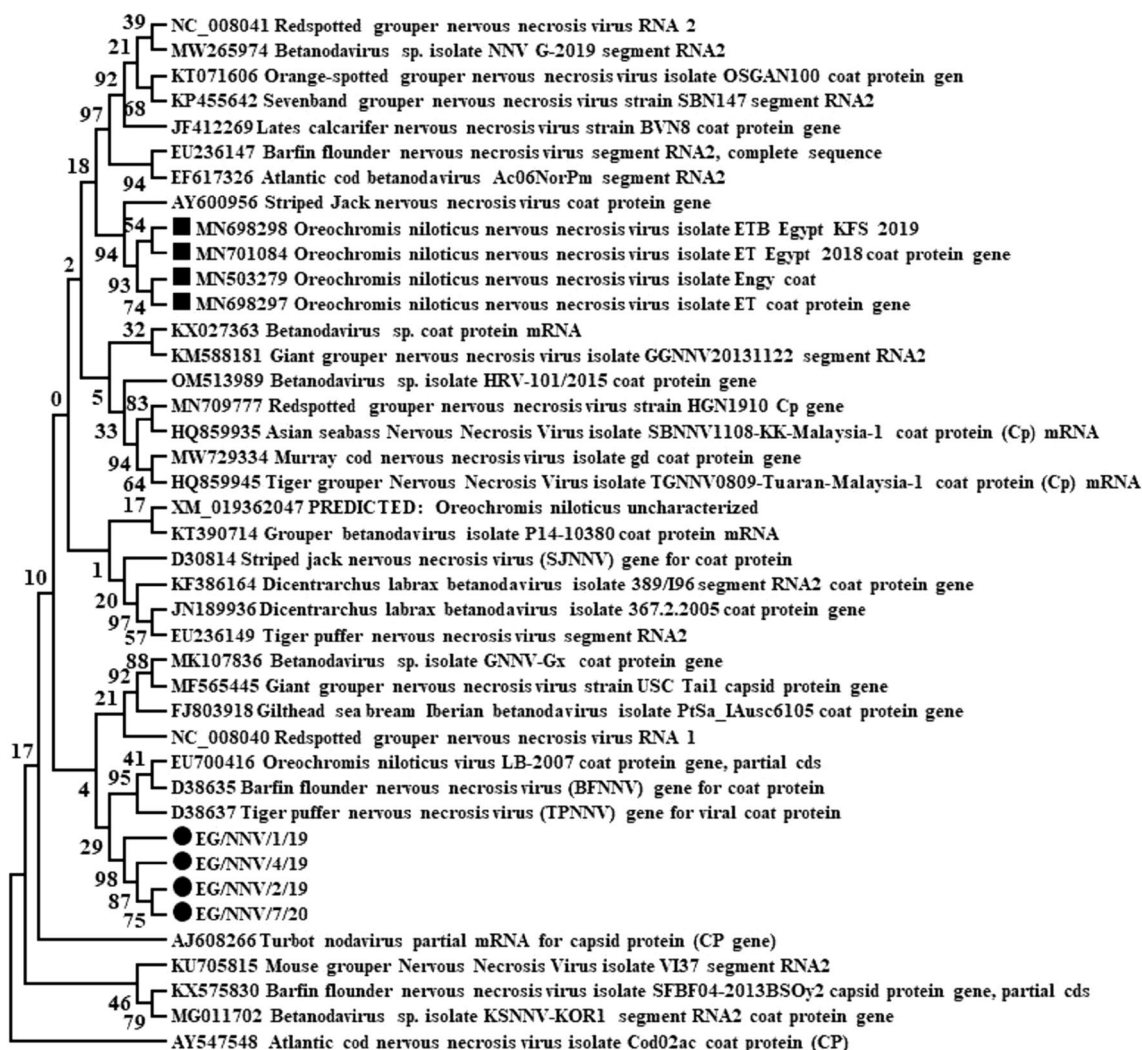 39 NC_008041 Redspotted grouper nervous necrosis virus RNA 2
21 MW265974 Betanodavirus sp. isolate NNV G-2019 segment RNA2
92 KT071606 Orange-spotted grouper nervous necrosis virus isolate OSGAN100 coat protein gen
68 KP455642 Sevenband grouper nervous necrosis virus strain SBN147 segment RNA2
97 JF412269 Lates calcarifer nervous necrosis virus strain BVN8 coat protein gene
EU236147 Barfin flounder nervous necrosis virus segment RNA2, complete sequence
18 94 EF617326 Atlantic cod betanodavirus Ac06NorPm segment RNA2
AY600956 Striped Jack nervous necrosis virus coat protein gene
54 MN698298 Oreochromis niloticus nervous necrosis virus isolate ETB Egypt KFS 2019
2 94 MN701084 Oreochromis niloticus nervous necrosis virus isolate ET Egypt 2018 coat protein gene
93 MN503279 Oreochromis niloticus nervous necrosis virus isolate Engy coat
74 MN698297 Oreochromis niloticus nervous necrosis virus isolate ET coat protein gene
32 KX027363 Betanodavirus sp. coat protein mRNA
KM588181 Giant grouper nervous necrosis virus isolate GGNNV20131122 segment RNA2
OM513989 Betanodavirus sp. isolate HRV-101/2015 coat protein gene
0 5 83 MN709777 Redspotted grouper nervous necrosis virus strain HGN1910 Cp gene
33 HQ859935 Asian seabass Nervous Necrosis Virus isolate SBNNV1108-KK-Malaysia-1 coat protein (Cp) mRNA
94 MW729334 Murray cod nervous necrosis virus isolate gd coat protein gene
64 HQ859945 Tiger grouper Nervous Necrosis Virus isolate TGNNV0809-Tuaran-Malaysia-1 coat protein (Cp) mRNA
17 XM_019362047 PREDICTED: Oreochromis niloticus uncharacterized
KT390714 Grouper betanodavirus isolate P14-10380 coat protein mRNA
D30814 Striped jack nervous necrosis virus (SJNNV) gene for coat protein
10 1 KF386164 Dicentrarchus labrax betanodavirus isolate 389/I96 segment RNA2 coat protein gene
20 97 JN189936 Dicentrarchus labrax betanodavirus isolate 367.2.2005 coat protein gene
57 EU236149 Tiger puffer nervous necrosis virus segment RNA2
88 MK107836 Betanodavirus sp. isolate GNNV-Gx coat protein gene
92 MF565445 Giant grouper nervous necrosis virus strain USC Tail capsid protein gene
21 FJ803918 Gilthead sea bream Iberian betanodavirus isolate PtSa_IAusc6105 coat protein gene
NC_008040 Redspotted grouper nervous necrosis virus RNA 1
17 41 EU700416 Oreochromis niloticus virus LB-2007 coat protein gene, partial cds
4 95 D38635 Barfin flounder nervous necrosis virus (BFNNV) gene for coat protein
D38637 Tiger puffer nervous necrosis virus (TPNNV) gene for viral coat protein
EG/NNV/1/19
29 EG/NNV/4/19
98 EG/NNV/2/19
87 75 EG/NNV/7/20
AJ608266 Turbot nodavirus partial mRNA for capsid protein (CP gene)
KU705815 Mouse grouper Nervous Necrosis Virus isolate VI37 segment RNA2
46 KX575830 Barfin flounder nervous necrosis virus isolate SFBF04-2013BSOy2 capsid protein gene, partial cds
79 MG011702 Betanodavirus sp. isolate KSNNV-KOR1 segment RNA2 coat protein gene
AY547548 Atlantic cod nervous necrosis virus isolate Cod02ac coat protein (CP)